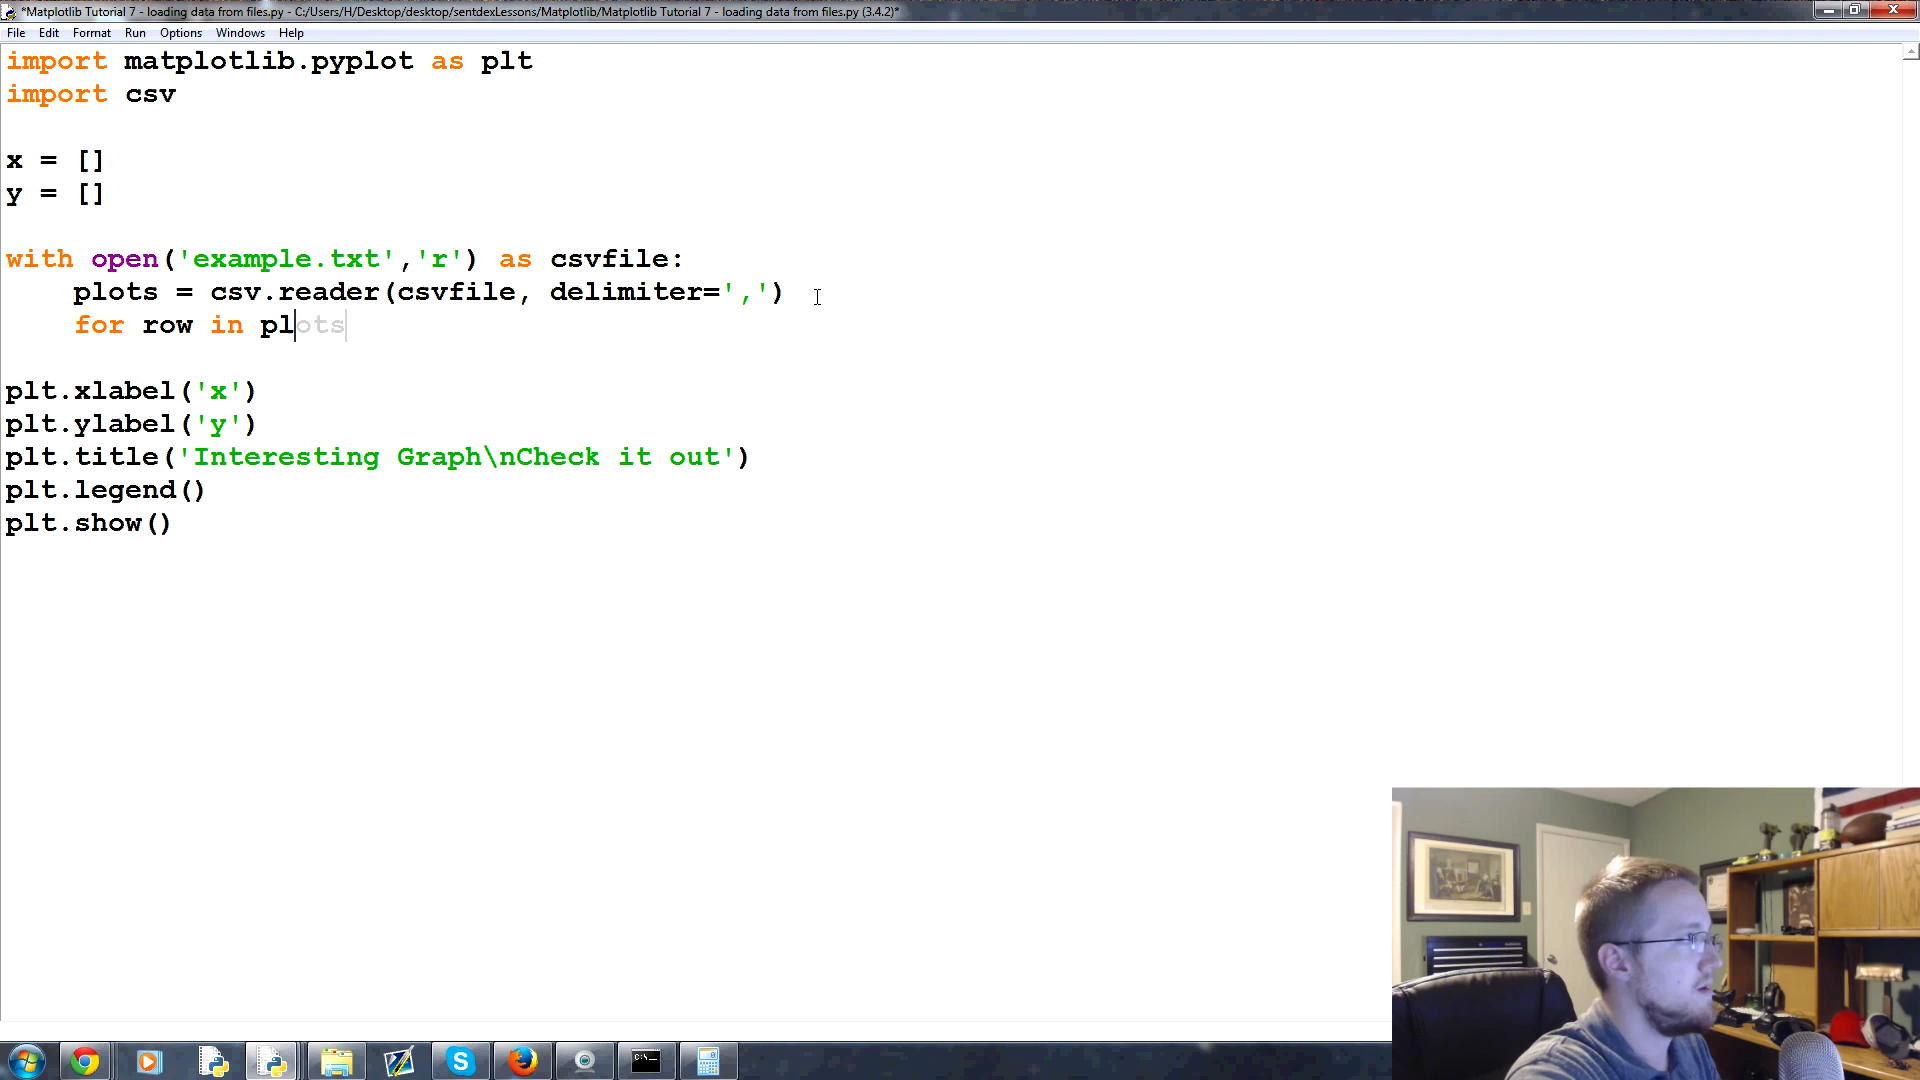 *Matplotlib Tutorial 7 - loading data from files.py - C:/Users/H/Desktop/desktop/sentdexLessons/Matplotlib/Matplotlib Tutorial 7 - loading data from files.py (3.4.2)*
File Edit Format Run Options Windows Help
import matplotlib.pyplot as plt
import csv
x = []
y = []
with open('example.txt','r') as csvfile:
    plots = csv.reader(csvfile, delimiter=',')
    for row in plots
plt.xlabel('x')
plt.ylabel('y')
plt.title('Interesting Graph\nCheck it out')
plt.legend()
plt.show()